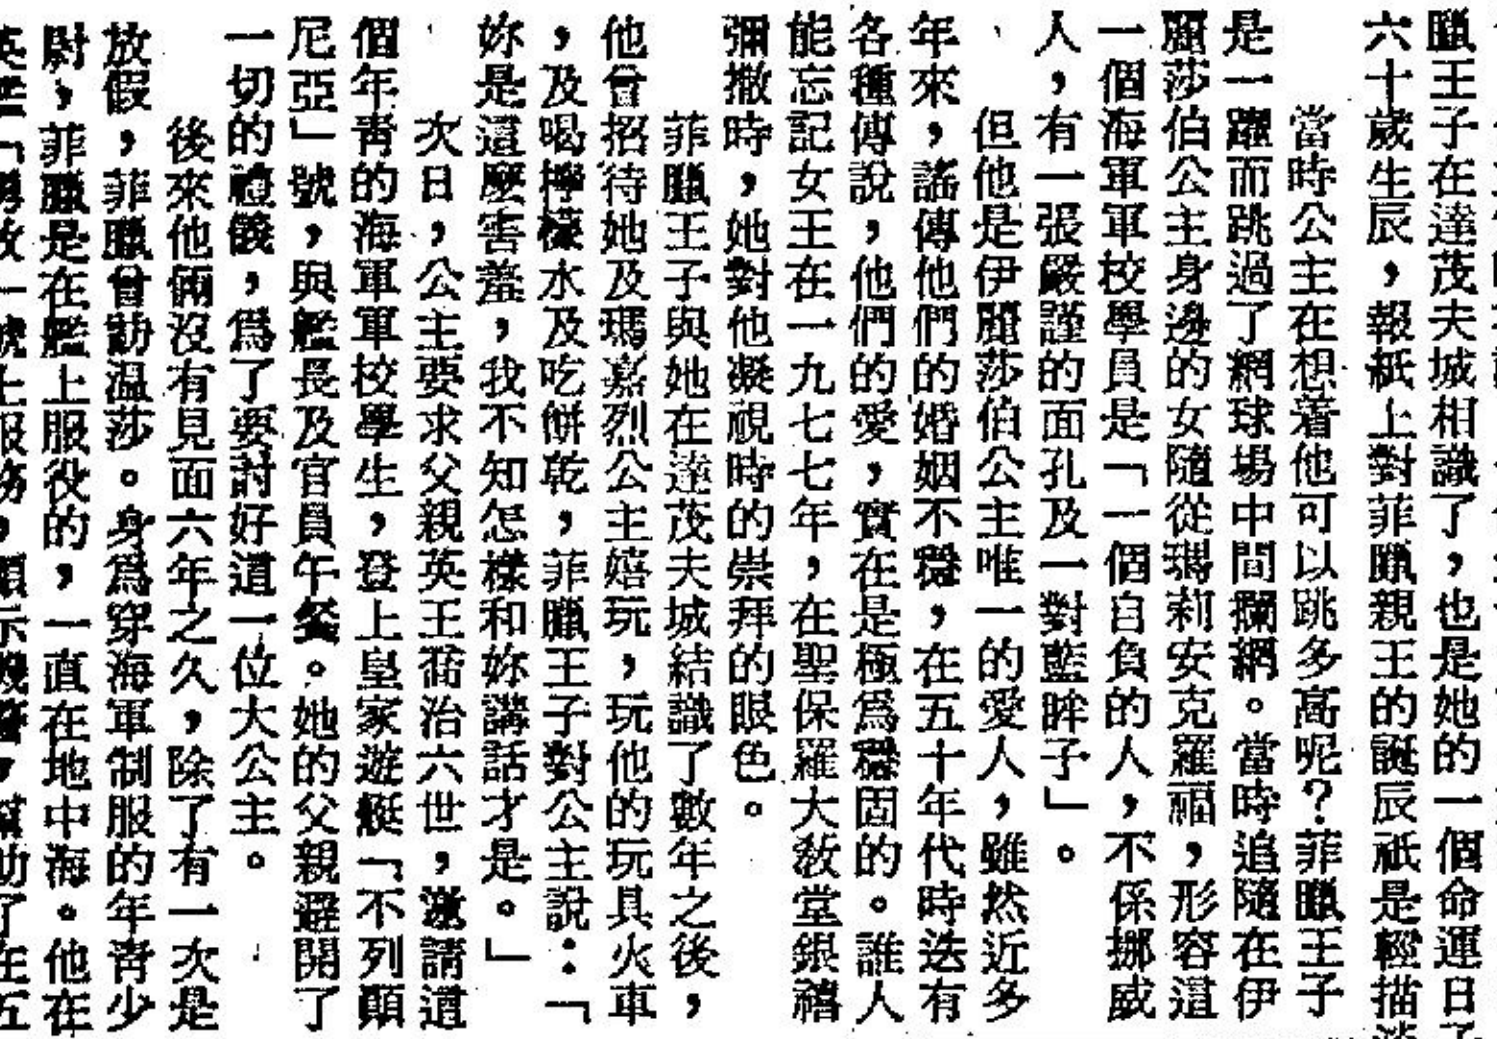 臘王子在達茂夫城相識了，也是她的一個命運日子
六十歲生辰，報紙上對菲臘親王的誕辰祇是輕描淡
當時公主在想着他可以跳多高呢？菲臘王子
是一躍而跳過了網球場中間攔網。當時追隨在伊
麗莎伯公主身邊的女隨從瑪莉安克羅福，形容這
一個海軍軍校學員是「一個自負的人，不係挪威
人，有一張嚴謹的面孔及一對藍眸子」。
但他是伊麗莎伯公主唯一的愛人，雖然近多
年來，謠傳他們的婚姻不穩，在五十年代時迭有
各種傳說，他們的愛，實在是極為穩固的。誰人
能忘記女王在一九七七年，在聖保羅大教堂銀禧
彌撒時，她對他凝視時的崇拜的眼色。
菲臘王子與她在達茂夫城結識了數年之後，
他曾招待她及瑪嘉烈公主嬉玩，玩他的玩具火車
，及喝檸檬水及吃餅乾，菲臘王子對公主說：「
妳是這麼害羞，我不知怎樣和妳講話才是。」
次日，公主要求父親英王喬治六世，邀請這
個年青的海軍軍校學生，登上皇家遊艇「不列顛
尼亞」號，與艦長及官員午餐。她的父親避開了
一切的禮儀，為了要討好這一位大公主。
後來他倆沒有見面六年之久，除了有一次是
放假，菲臘曾訪温莎。身為穿海軍制服的年青少
尉，菲臘是在艦上服役的，一直在地中海。他在